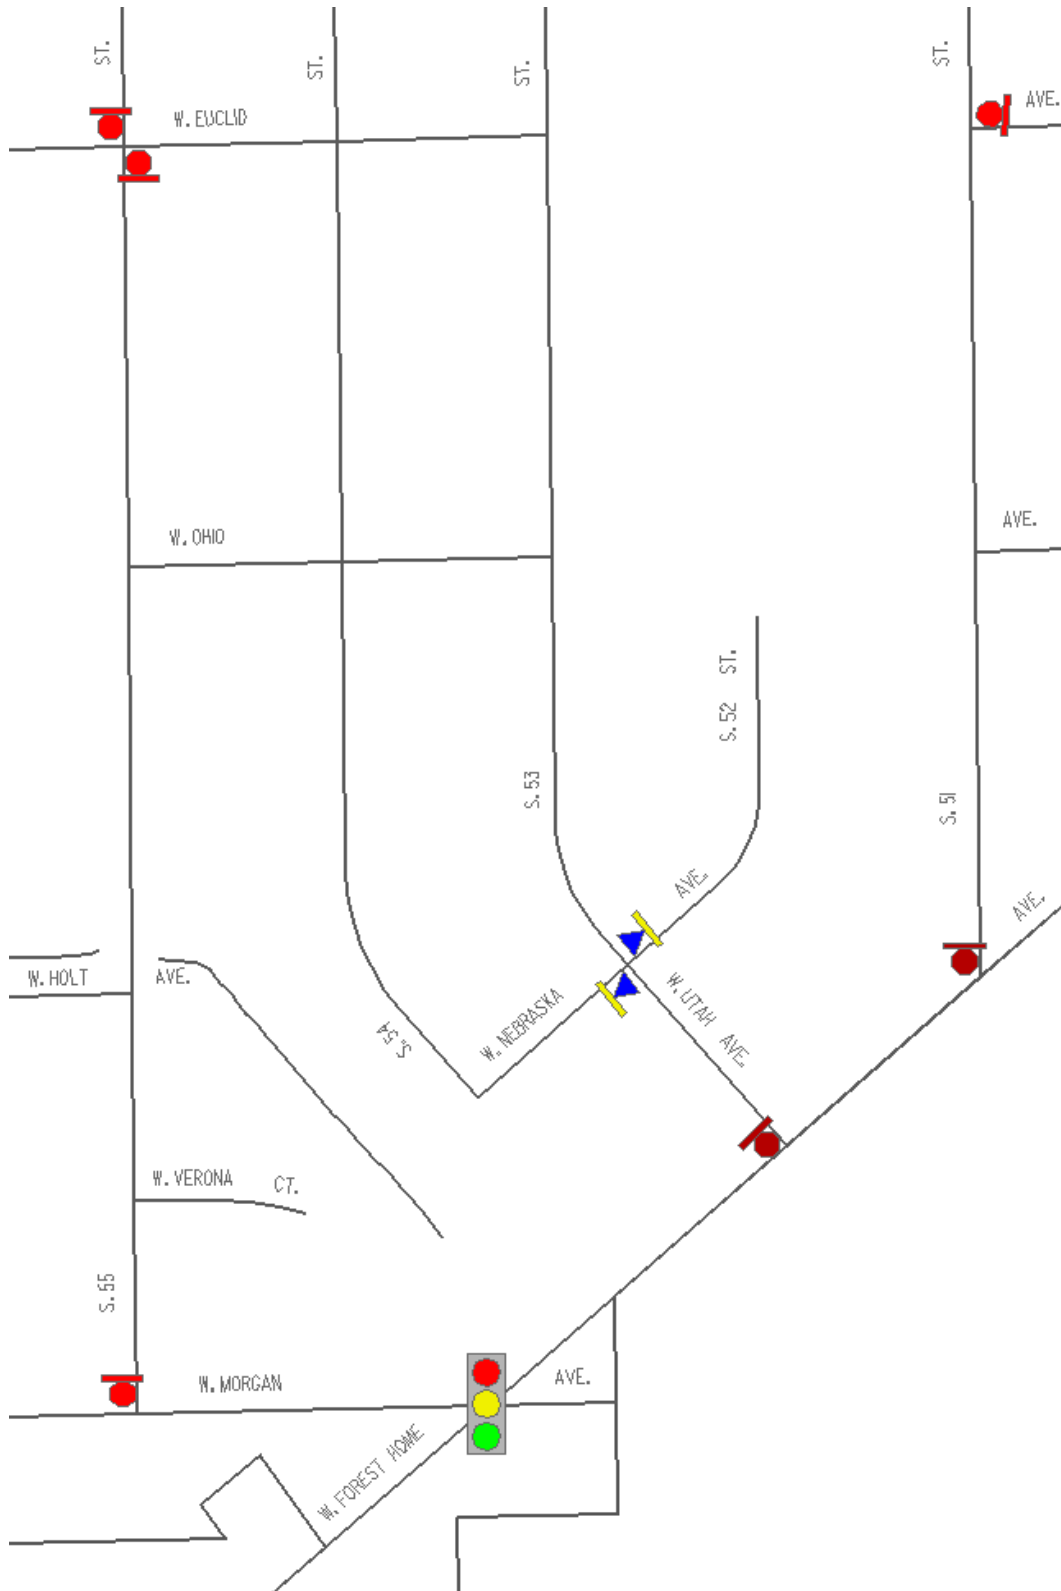 ST.
ST.
ST.
ST.
W. EUCLID
AVE.
W. OHIO
AVE.
S. 52 ST.
S. 53
S. 51
AVE.
AVE.
W. HOLT AVE.
W. UTAH AVE.
W. NEBRASKA
S. 54
W. VERONA CT.
S. 55
W. MORGAN AVE.
W. FOREST HOME